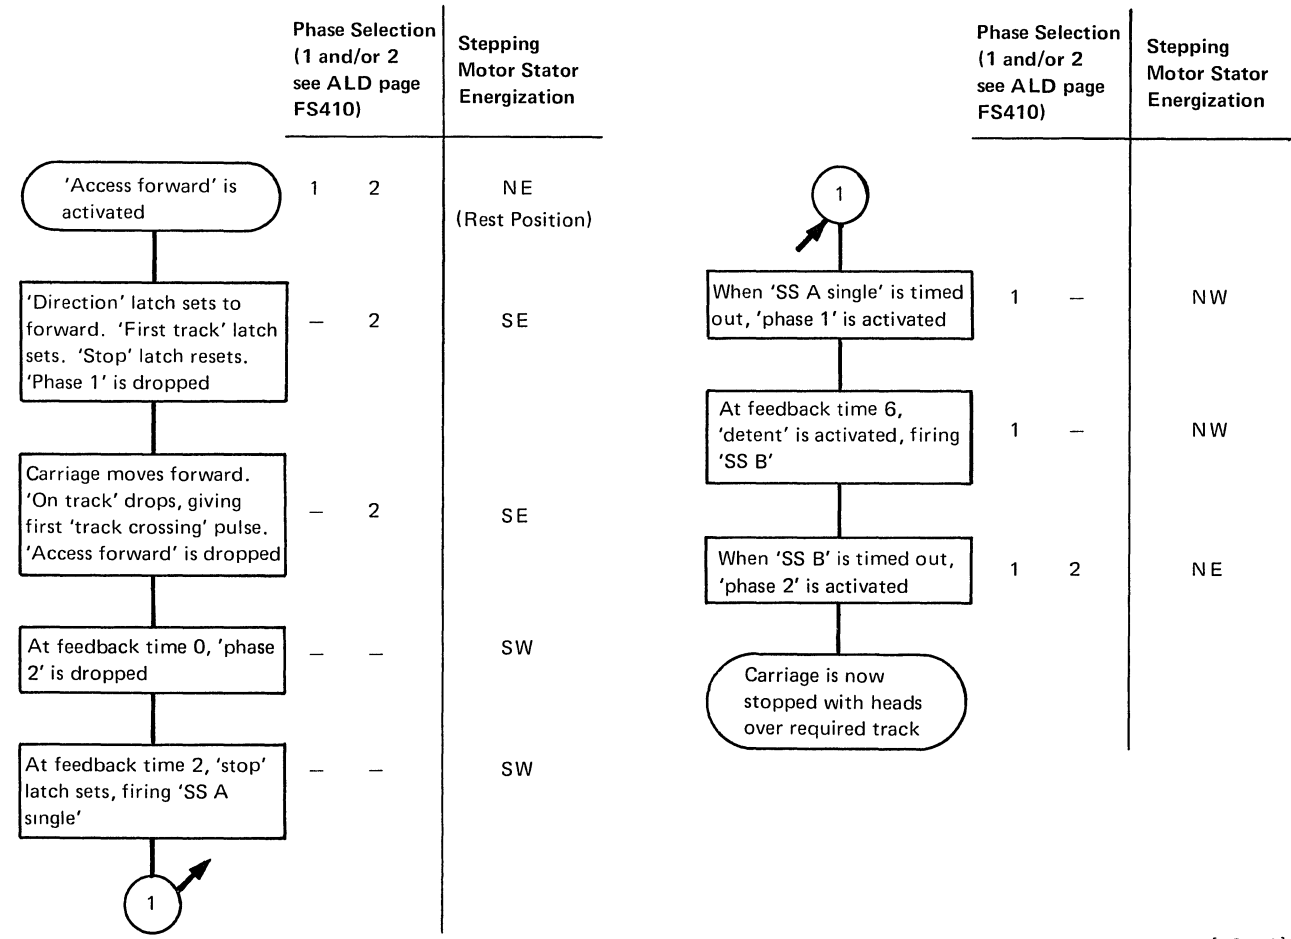 Phase Selection
(1 and/or 2
see ALD page
FS410)
Stepping
Motor Stator
Energization
'Access forward' is
activated
1 2
NE
(Rest Position)
'Direction' latch sets to
forward. 'First track' latch
sets. 'Stop' latch resets.
'Phase 1' is dropped
– 2
SE
Carriage moves forward.
'On track' drops, giving
first 'track crossing' pulse.
'Access forward' is dropped
– 2
SE
At feedback time 0, 'phase
2' is dropped
– –
SW
At feedback time 2, 'stop'
latch sets, firing 'SS A
single'
– –
SW
1
Phase Selection
(1 and/or 2
see ALD page
FS410)
Stepping
Motor Stator
Energization
1
When 'SS A single' is timed
out, 'phase 1' is activated
1 –
NW
At feedback time 6,
'detent' is activated, firing
'SS B'
1 –
NW
When 'SS B' is timed out,
'phase 2' is activated
1 2
NE
Carriage is now
stopped with heads
over required track